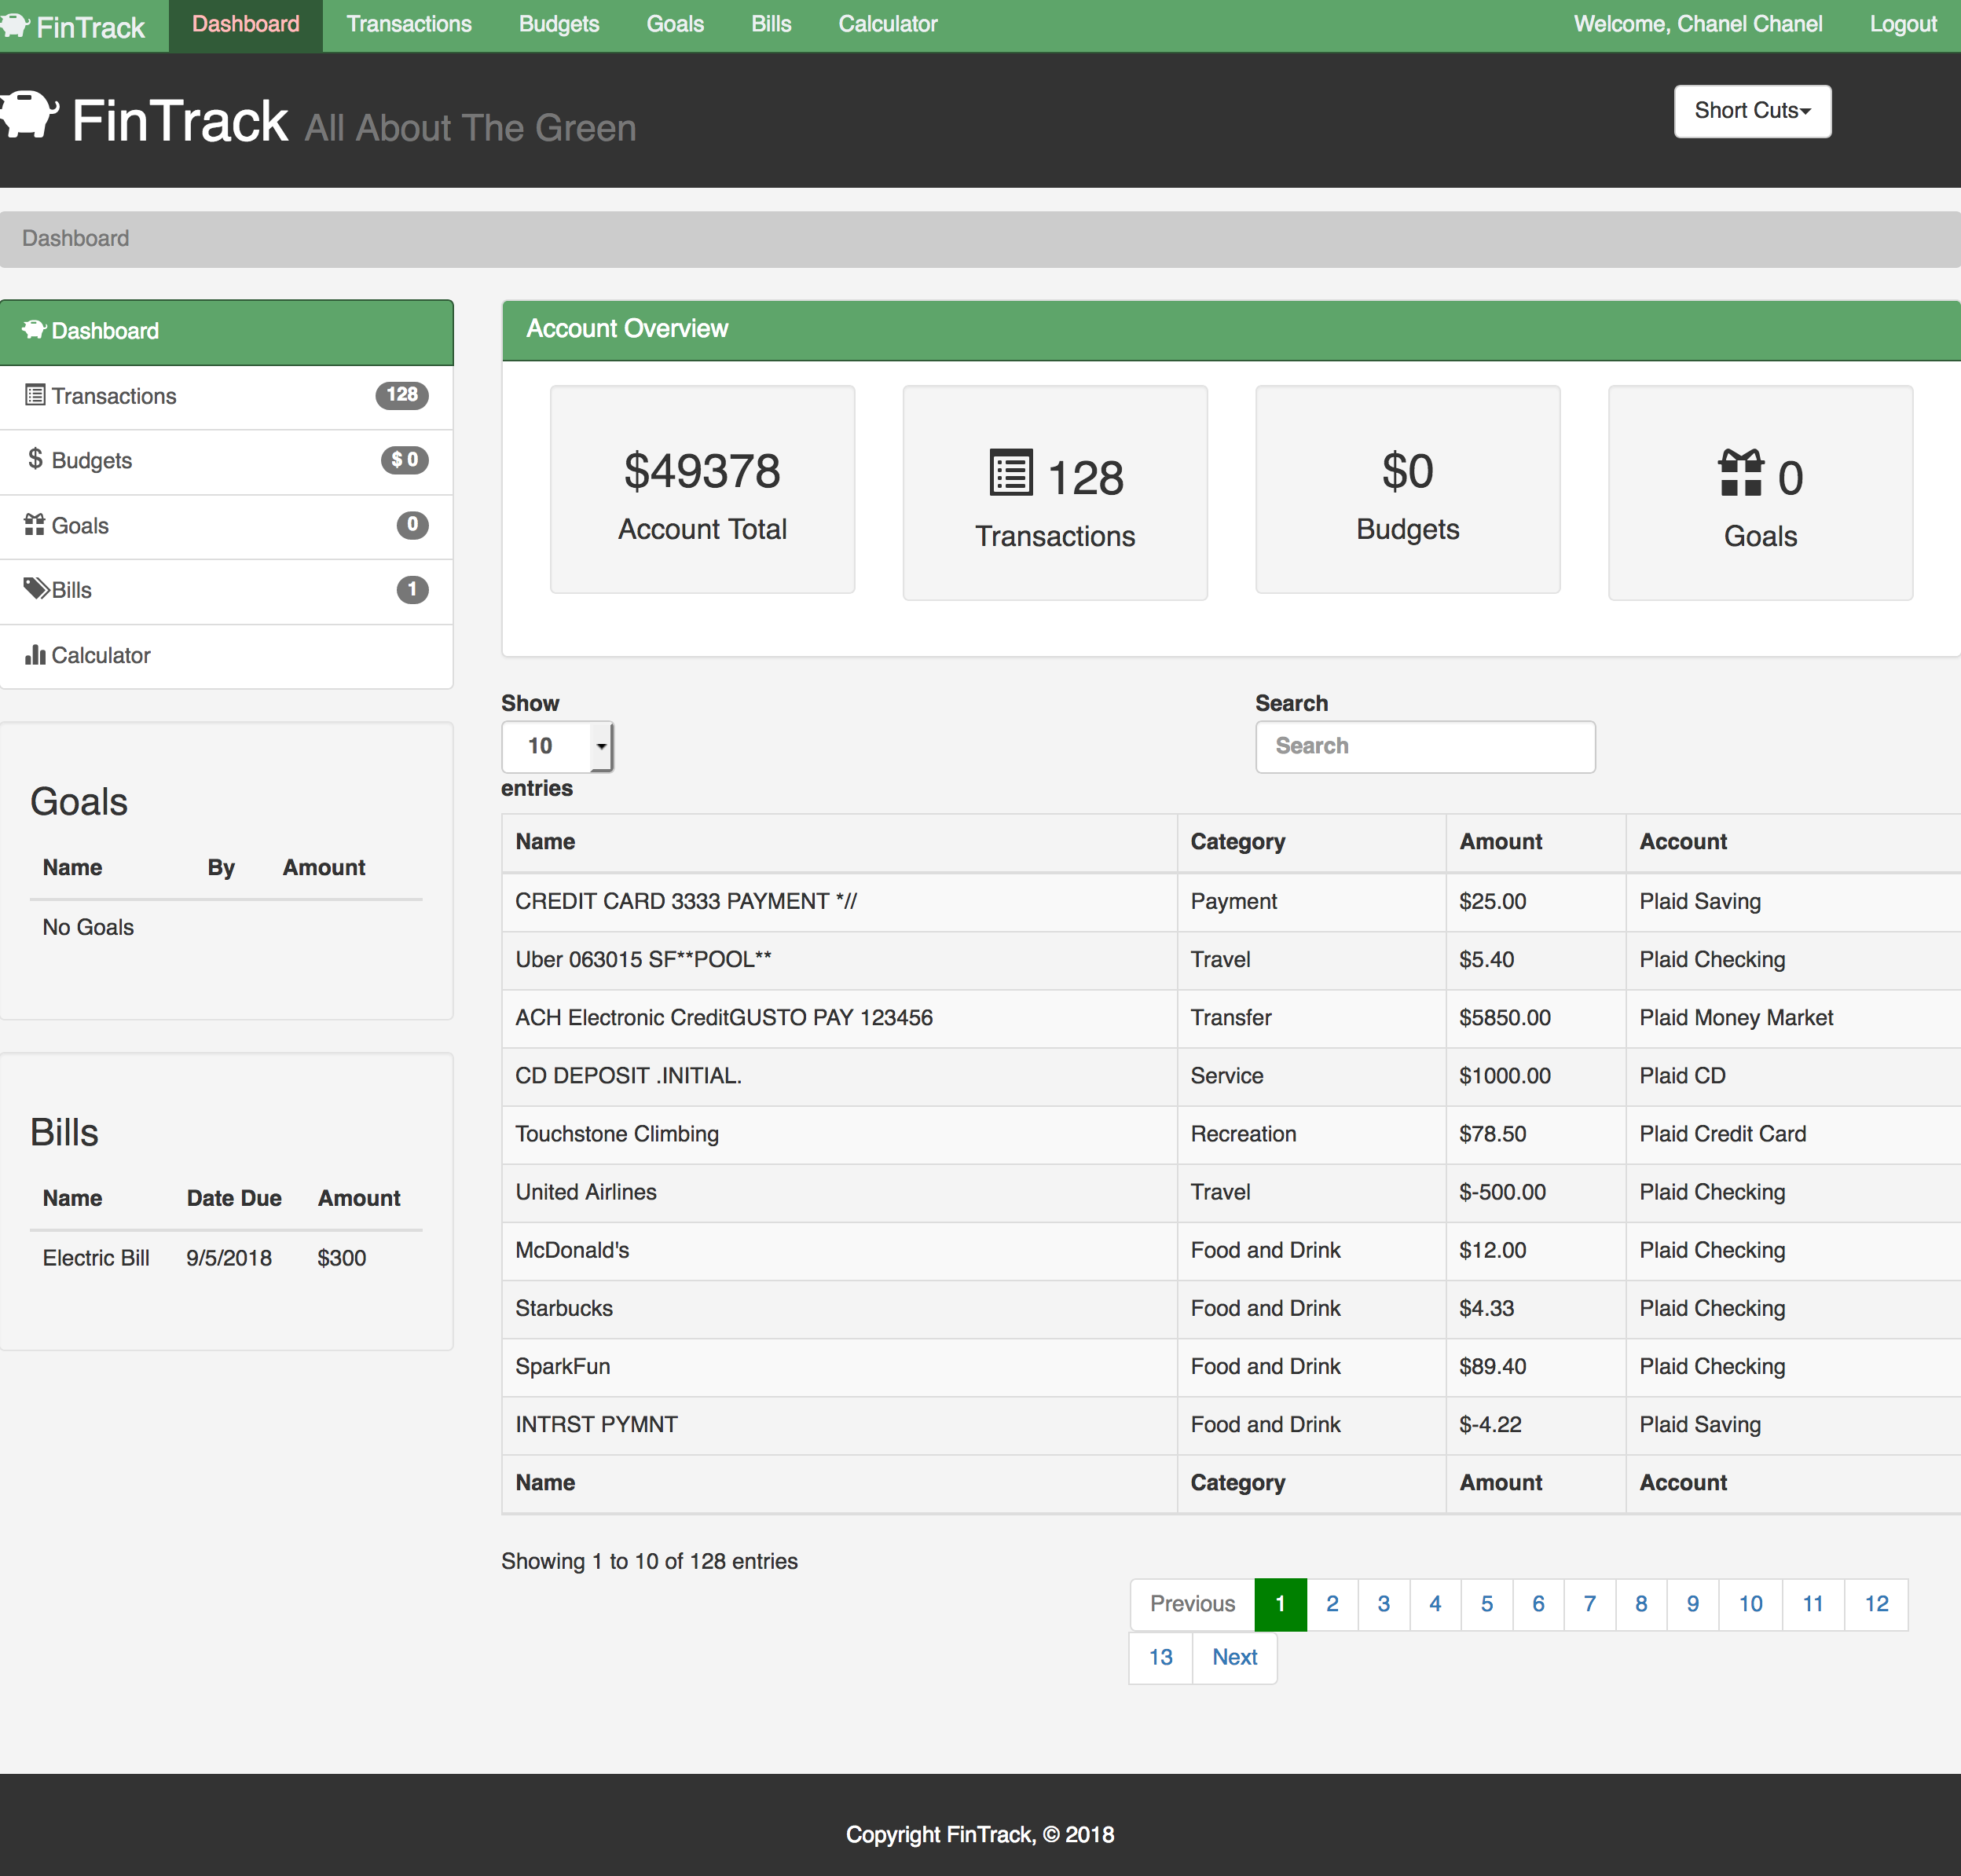 FinTrack Dashboard Transactions Budgets Goals Bills Calculator Welcome, Chanel Chanel Logout
FinTrack All About The Green Short Cuts
Dashboard
Dashboard
Transactions 128
Budgets $ 0
Goals 0
Bills 1
Calculator
Goals
Name By Amount
No Goals
Bills
Name Date Due Amount
Electric Bill 9/5/2018 $300
Account Overview
$49378
Account Total
128
Transactions
$0
Budgets
0
Goals
Show
10
entries
Search
Search
Name Category Amount Account
CREDIT CARD 3333 PAYMENT *// Payment $25.00 Plaid Saving
Uber 063015 SF**POOL** Travel $5.40 Plaid Checking
ACH Electronic CreditGUSTO PAY 123456 Transfer $5850.00 Plaid Money Market
CD DEPOSIT .INITIAL. Service $1000.00 Plaid CD
Touchstone Climbing Recreation $78.50 Plaid Credit Card
United Airlines Travel $-500.00 Plaid Checking
McDonald's Food and Drink $12.00 Plaid Checking
Starbucks Food and Drink $4.33 Plaid Checking
SparkFun Food and Drink $89.40 Plaid Checking
INTRST PYMNT Food and Drink $-4.22 Plaid Saving
Name Category Amount Account
Showing 1 to 10 of 128 entries
Previous 1 2 3 4 5 6 7 8 9 10 11 12
13 Next
Copyright FinTrack, © 2018